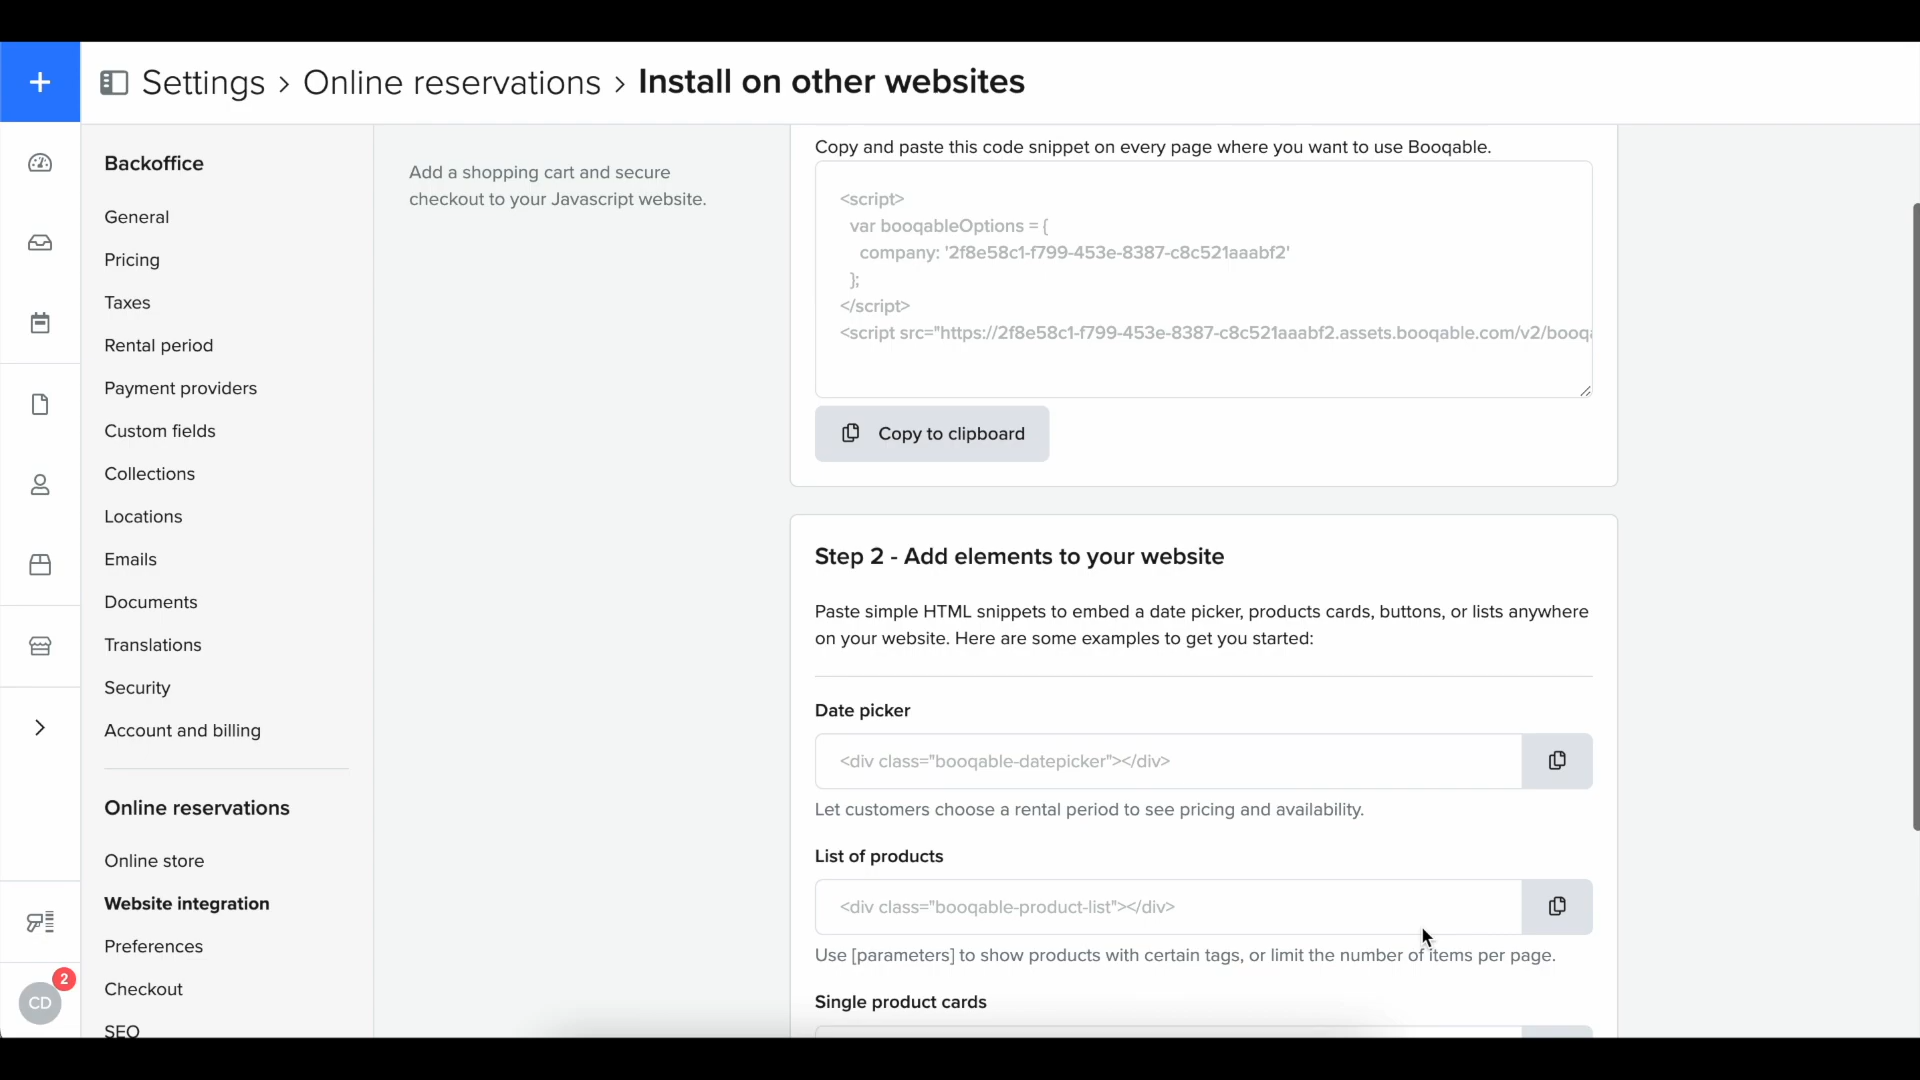 Settings > Online reservations > Install on other websites
Backoffice
General
Pricing
Taxes
Rental period
Payment providers
Custom fields
Collections
Locations
Emails
Documents
Translations
Security
Account and billing
Online reservations
Online store
Website integration
Preferences
Checkout
SEO
2
CD
Add a shopping cart and secure
checkout to your Javascript website.
Copy and paste this code snippet on every page where you want to use Booqable.
<script>
var booqableOptions = {
company: '2f8e58c1-f799-453e-8387-c8c521aaabf2'
};
</script>
<script src="https://2f8e58c1-f799-453e-8387-c8c521aaabf2.assets.booqable.com/v2/booqa
Copy to clipboard
Step 2 - Add elements to your website
Paste simple HTML snippets to embed a date picker, products cards, buttons, or lists anywhere
on your website. Here are some examples to get you started:
Date picker
<div class="booqable-datepicker"></div>
Let customers choose a rental period to see pricing and availability.
List of products
<div class="booqable-product-list"></div>
Use [parameters] to show products with certain tags, or limit the number of items per page.
Single product cards